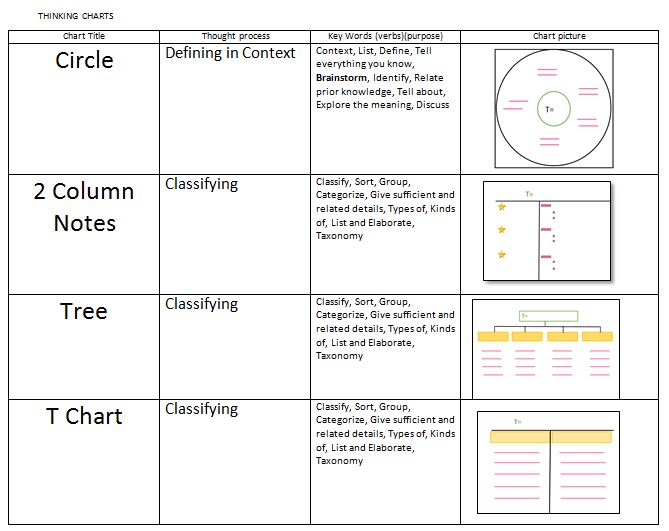 THINKING CHARTS
Chart Title Thought process Key Words (verbs)(purpose) Chart picture
Circle
Defining in Context
Context, List, Define, Tell
everything you know,
Brainstorm, Identify, Relate
prior knowledge, Tell about,
Explore the meaning, Discuss
T=
2 Column
Notes
Classifying
Classify, Sort, Group,
Categorize, Give sufficient and
related details, Types of, Kinds
of, List and Elaborate,
Taxonomy
T=
Tree
Classifying
Classify, Sort, Group,
Categorize, Give sufficient and
related details, Types of, Kinds
of, List and Elaborate,
Taxonomy
T=
T Chart
Classifying
Classify, Sort, Group,
Categorize, Give sufficient and
related details, Types of, Kinds
of, List and Elaborate,
Taxonomy
T=